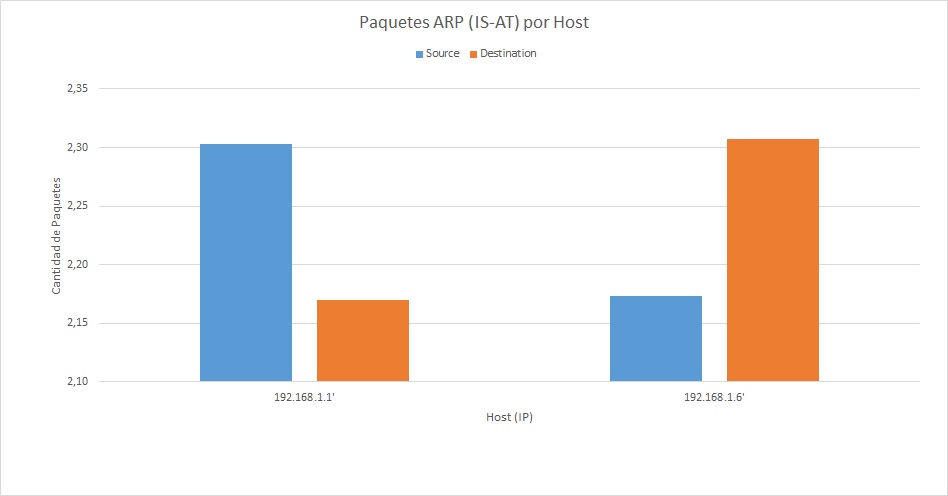 Paquetes ARP (IS-AT) por Host
Source Destination
2,35
2,30
2,25
2,20
2,15
2,10
Cantidad de Paquetes
192.168.1.1' 192.168.1.6'
Host (IP)